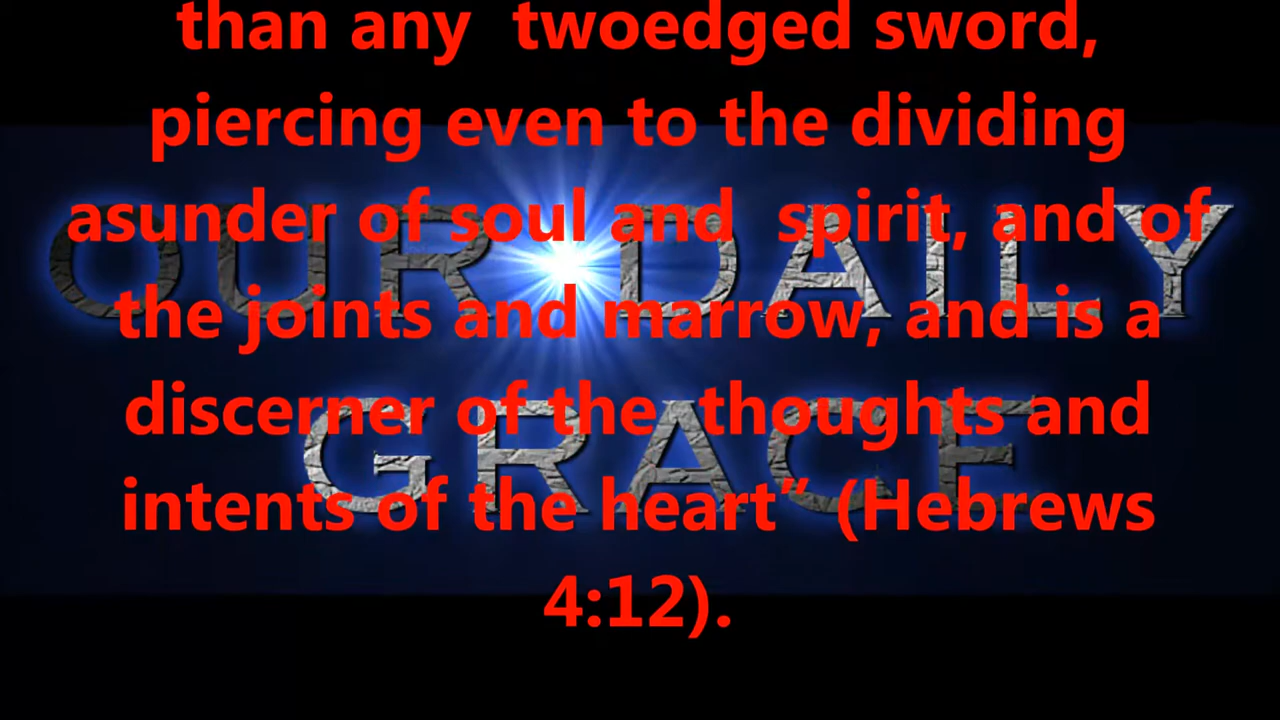 than any  twoedged sword,
piercing even to the dividing
asunder of soul and  spirit, and of
the joints and marrow, and is a
discerner of the  thoughts and
intents of the heart” (Hebrews
4:12).
OUR DAILY
GRACE